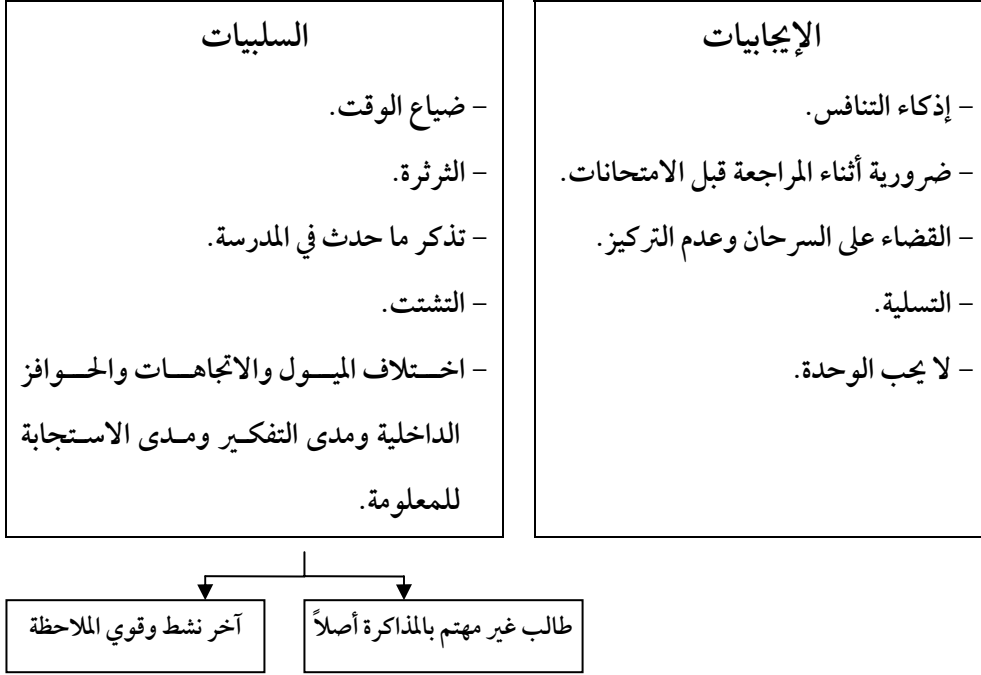 الإيجابيات
– إذكاء التنافس.
– ضرورية أثناء المراجعة قبل الامتحانات.
– القضاء على السرحان وعدم التركيز.
– التسلية.
– لا يحب الوحدة.
السلبيات
– ضياع الوقت.
– الثرثرة.
– تذكر ما حدث في المدرسة.
– التشتت.
– اختلاف الميول والاتجاهات والحوافز
الداخلية ومدى التفكير ومدى الاستجابة
للمعلومة.
طالب غير مهتم بالمذاكرة أصلاً
آخر نشط وقوي الملاحظة